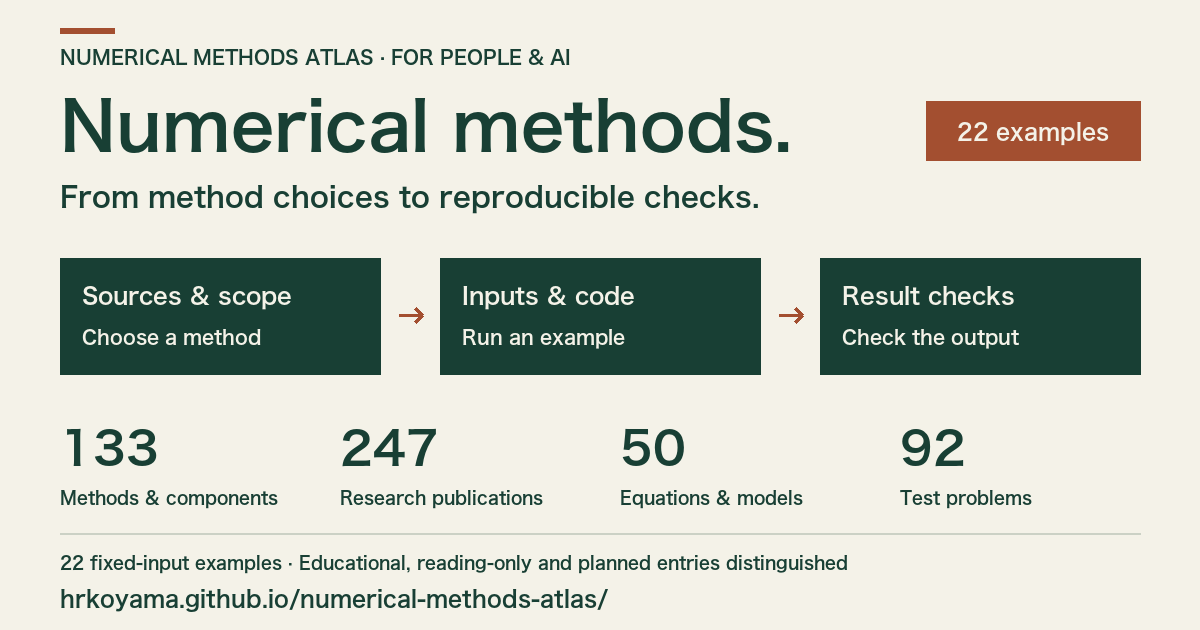 NUMERICAL METHODS ATLAS · FOR PEOPLE & AI
Numerical methods.
22 examples
From method choices to reproducible checks.
Sources & scope
Choose a method
→
Inputs & code
Run an example
→
Result checks
Check the output
133
Methods & components
247
Research publications
50
Equations & models
92
Test problems
22 fixed-input examples · Educational, reading-only and planned entries distinguished
hrkoyama.github.io/numerical-methods-atlas/